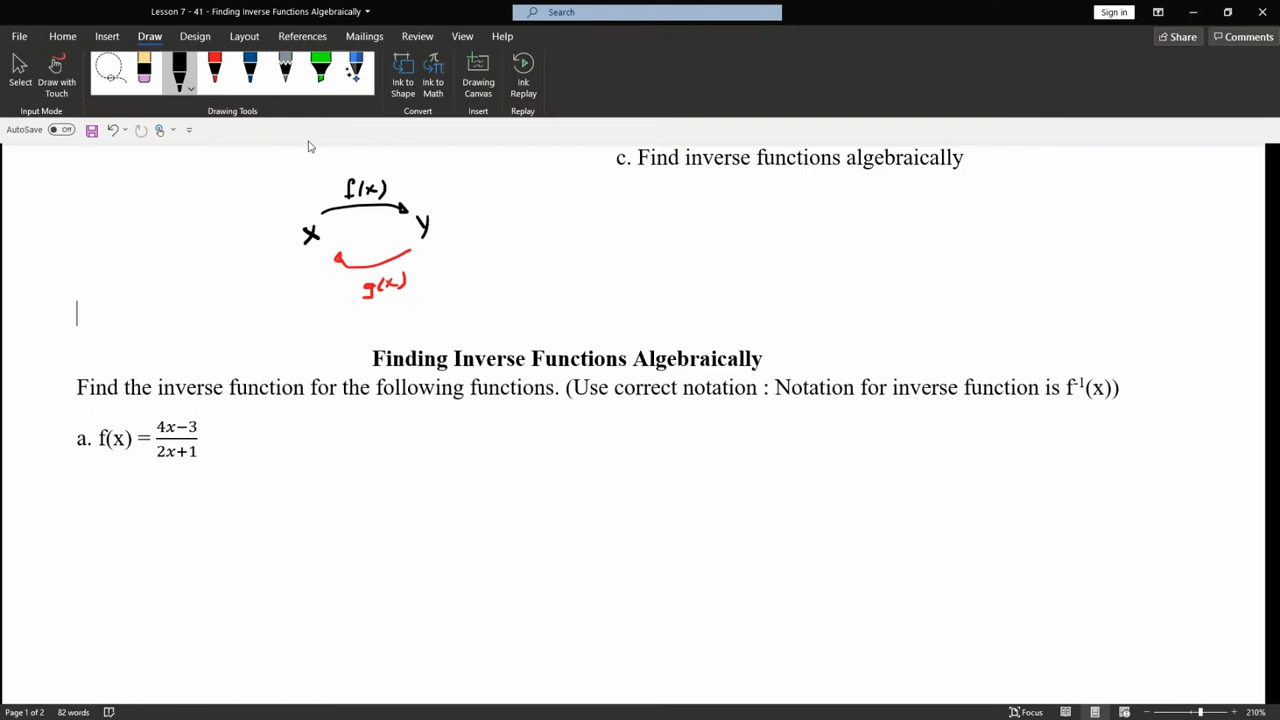 Lesson 7 - 41 - Finding Inverse Functions Algebraically
Search
Sign in
File Home Insert Draw Design Layout References Mailings Review View Help
Share Comments
Select
Draw with Touch
Ink to Shape
Ink to Math
Drawing Canvas
Ink Replay
Input Mode Drawing Tools Convert Insert Replay
AutoSave Off
c. Find inverse functions algebraically
f(x)
x y
g(x)
Finding Inverse Functions Algebraically
Find the inverse function for the following functions. (Use correct notation : Notation for inverse function is f⁻¹(x))
a. f(x) = (4x−3)/(2x+1)
Page 1 of 2 82 words Focus 210%